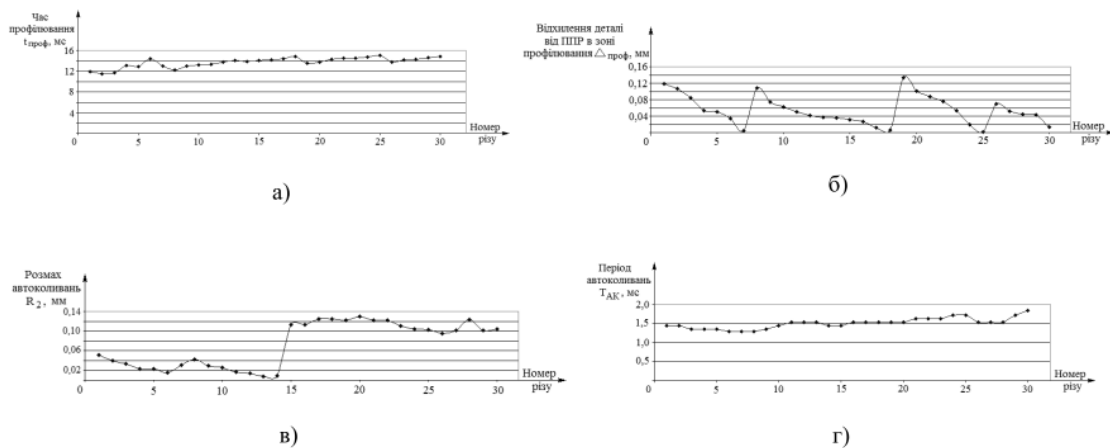 Час
профілювання
tпроф, мс
16
12
8
4
0
5
10
15
20
25
30
Номер
різу
а)
Відхилення деталі
від ППР в зоні
профілювання △проф, мм
0,16
0,12
0,08
0,04
0
5
10
15
20
25
30
Номер
різу
б)
Розмах
автоколивань
R2, мм
0,14
0,10
0,06
0,02
0
5
10
15
20
25
30
Номер
різу
в)
Період
автоколивань
TАК, мс
2,0
1,5
1,0
0,5
0
5
10
15
20
25
30
Номер
різу
г)